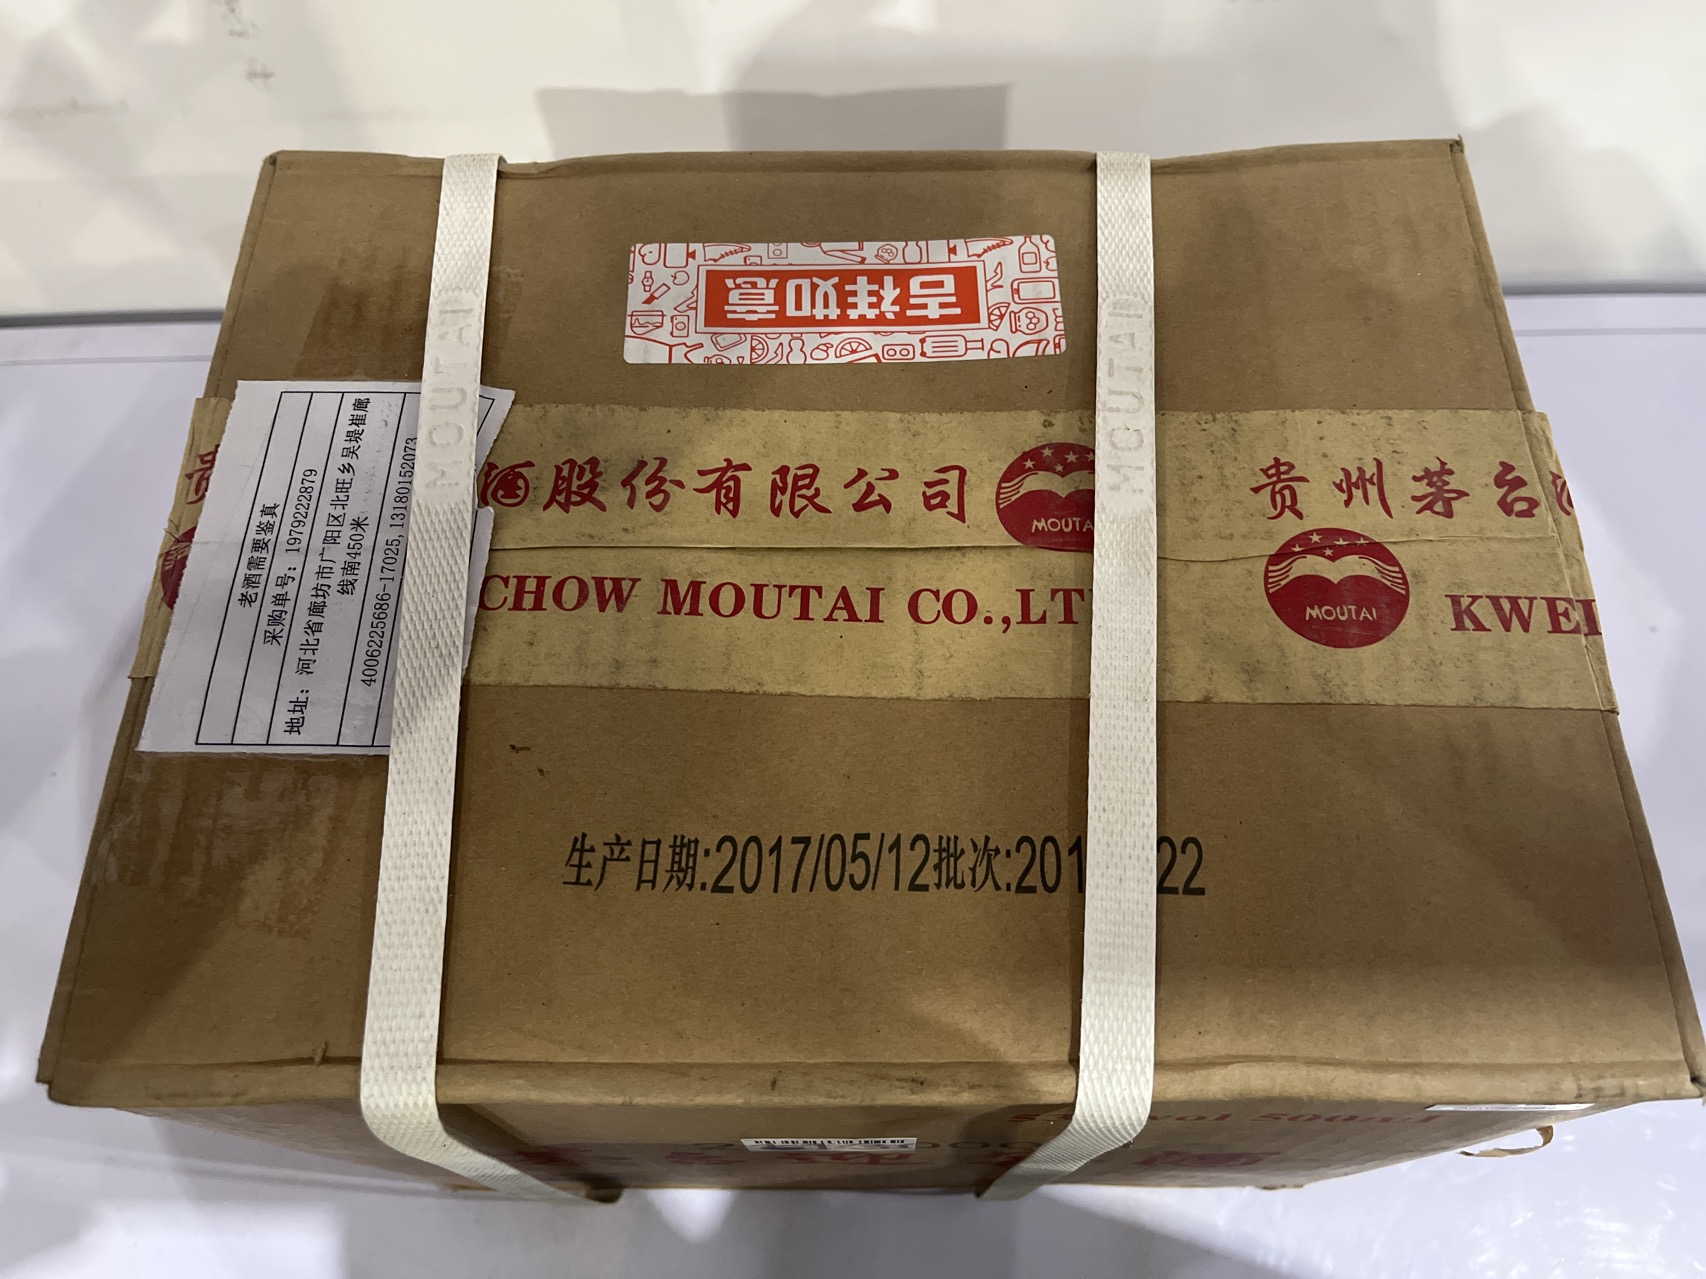 吉祥如意
MOUTAI
MOUTAI
老酒需要鉴真
采购单号：1979222879
地址：河北省廊坊市广阳区北旺乡吴堤崔廊
线南450米
4006225686-17025,13180152073
酒股份有限公司 MOUTA 贵州茅台
CHOW MOUTAI CO.,LT MOUTAI KWEI
生产日期:2017/05/12批次:201 22